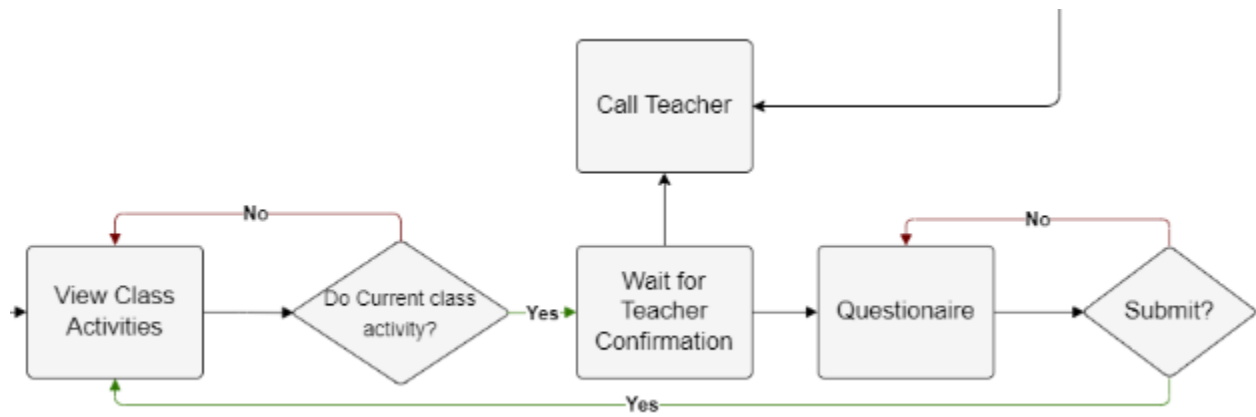 Call Teacher
No
No
View Class
Activities
Do Current class
activity?
Yes
Wait for
Teacher
Confirmation
Questionaire
Submit?
Yes